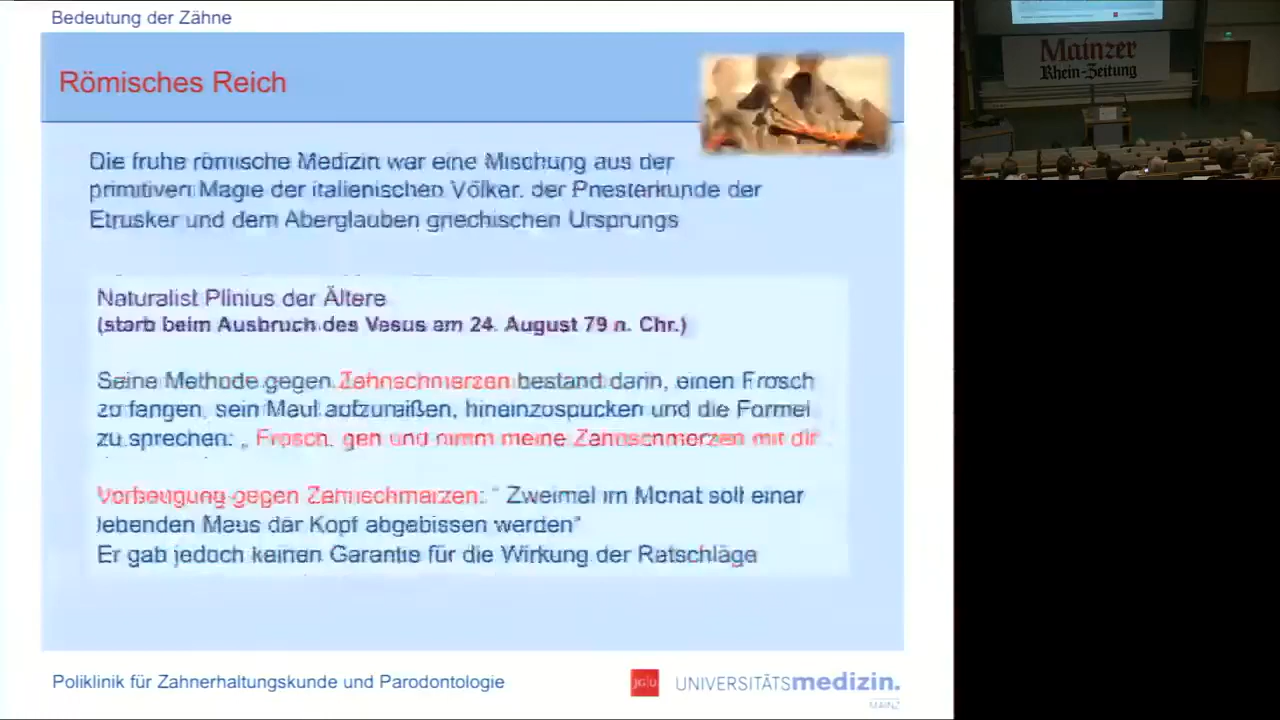 Bedeutung der Zähne
Römisches Reich
Die fruhe römische Medizin war eine Mischung aus der
primitiven Magie der italienischen Völker, der Priesterkunde der
Etrusker und dem Aberglauben griechischen Ursprungs
Naturalist Plinius der Ältere
(starb beim Ausbruch des Vesus am 24. August 79 n. Chr.)
Seine Methode gegen Zahnschmerzen bestand darin, einen Frosch
zu fangen, sein Maul aufzureißen, hineinzospucken und die Formel
zu sprechen: „ Frosch, geh und nimm meine Zahnschmerzen mit dir
Vorbeugung gegen Zahnschmerzen: “ Zweimal im Monat soll einer
lebenden Maus der Kopf abgebissen werden“
Er gab jedoch keinen Garantie für die Wirkung der Ratschläge
Poliklinik für Zahnerhaltungskunde und Parodontologie
JG|U UNIVERSITÄTSmedizin.
MAINZ
Mainzer
Rhein-Zeitung